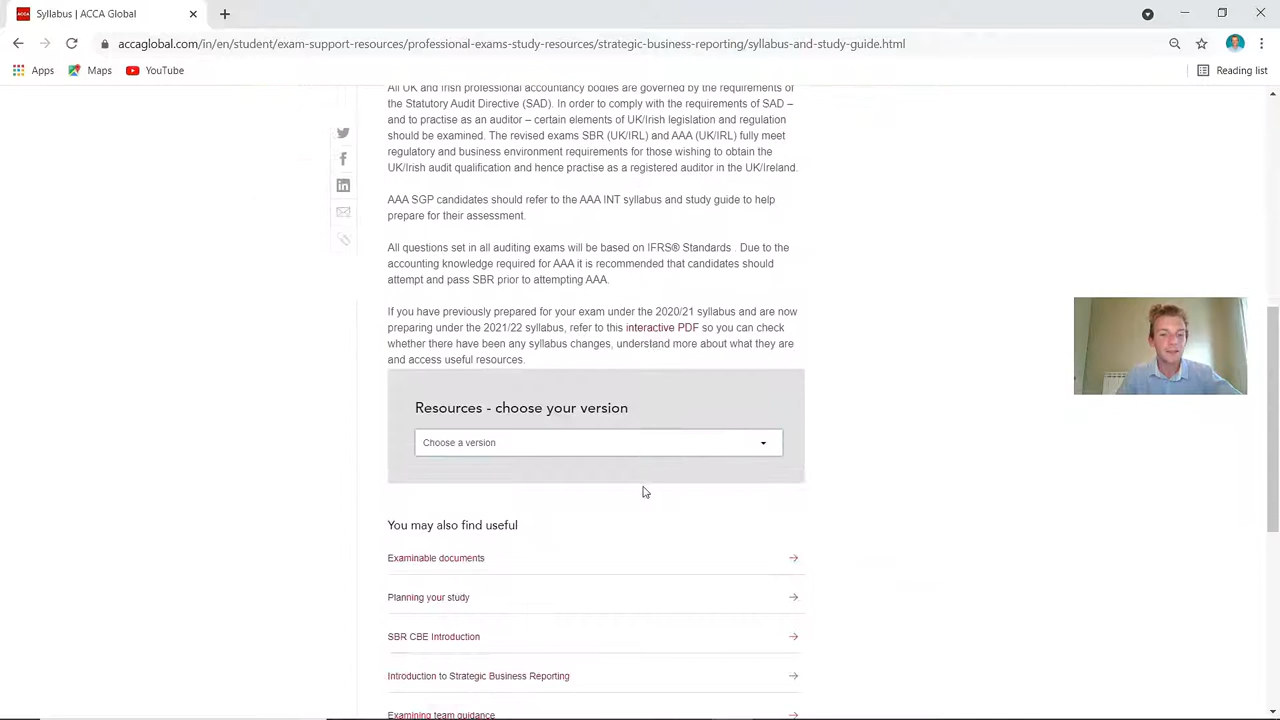 Syllabus | ACCA Global
accaglobal.com/in/en/student/exam-support-resources/professional-exams-study-resources/strategic-business-reporting/syllabus-and-study-guide.html
Apps Maps YouTube Reading list
All UK and Irish professional accountancy bodies are governed by the requirements of
the Statutory Audit Directive (SAD). In order to comply with the requirements of SAD –
and to practise as an auditor – certain elements of UK/Irish legislation and regulation
should be examined. The revised exams SBR (UK/IRL) and AAA (UK/IRL) fully meet
regulatory and business environment requirements for those wishing to obtain the
UK/Irish audit qualification and hence practise as a registered auditor in the UK/Ireland.
AAA SGP candidates should refer to the AAA INT syllabus and study guide to help
prepare for their assessment.
All questions set in all auditing exams will be based on IFRS® Standards . Due to the
accounting knowledge required for AAA it is recommended that candidates should
attempt and pass SBR prior to attempting AAA.
If you have previously prepared for your exam under the 2020/21 syllabus and are now
preparing under the 2021/22 syllabus, refer to this interactive PDF so you can check
whether there have been any syllabus changes, understand more about what they are
and access useful resources.
Resources - choose your version
Choose a version
You may also find useful
Examinable documents
Planning your study
SBR CBE Introduction
Introduction to Strategic Business Reporting
Examining team guidance